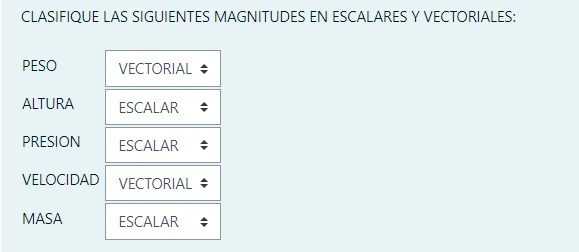 CLASIFIQUE LAS SIGUIENTES MAGNITUDES EN ESCALARES Y VECTORIALES:
PESO VECTORIAL
ALTURA ESCALAR
PRESION ESCALAR
VELOCIDAD VECTORIAL
MASA ESCALAR